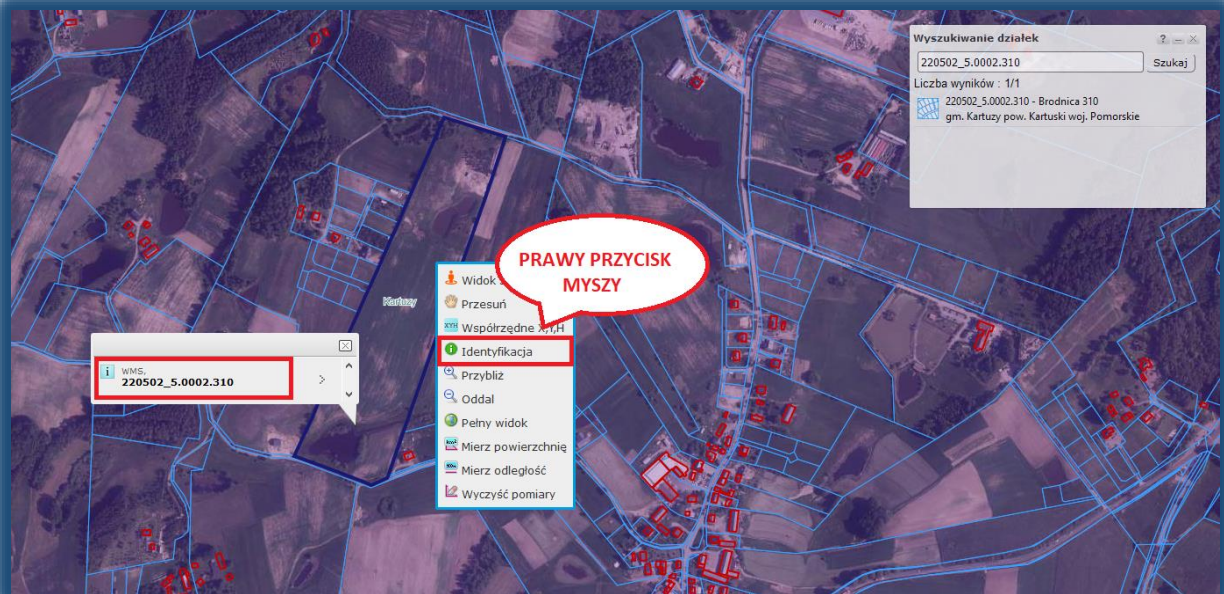 Wyszukiwanie działek
220502_5.0002.310
Szukaj
Liczba wyników : 1/1
220502_5.0002.310 - Brodnica 310
gm. Kartuzy pow. Kartuski woj. Pomorskie
PRAWY PRZYCISK
MYSZY
Kartuzy
Widok
Przesuń
Współrzędne X,Y,H
Identyfikacja
Przybliż
Oddal
Pełny widok
Mierz powierzchnię
Mierz odległość
Wyczyść pomiary
WMS.
220502_5.0002.310